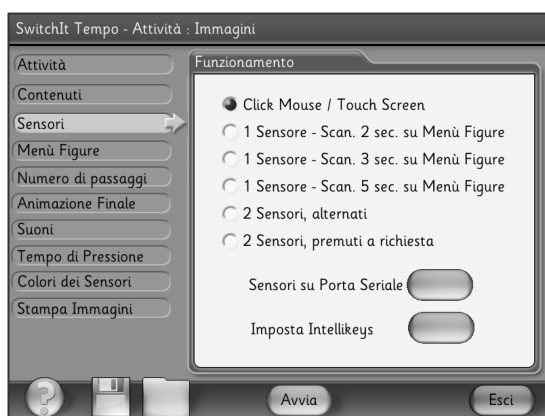 SwitchIt Tempo - Attività : Immagini
Attività
Contenuti
Sensori
Menù Figure
Numero di passaggi
Animazione Finale
Suoni
Tempo di Pressione
Colori dei Sensori
Stampa Immagini
Funzionamento
Click Mouse / Touch Screen
1 Sensore - Scan. 2 sec. su Menù Figure
1 Sensore - Scan. 3 sec. su Menù Figure
1 Sensore - Scan. 5 sec. su Menù Figure
2 Sensori, alternati
2 Sensori, premuti a richiesta
Sensori su Porta Seriale
Imposta Intellikeys
?
Avvia
Esci